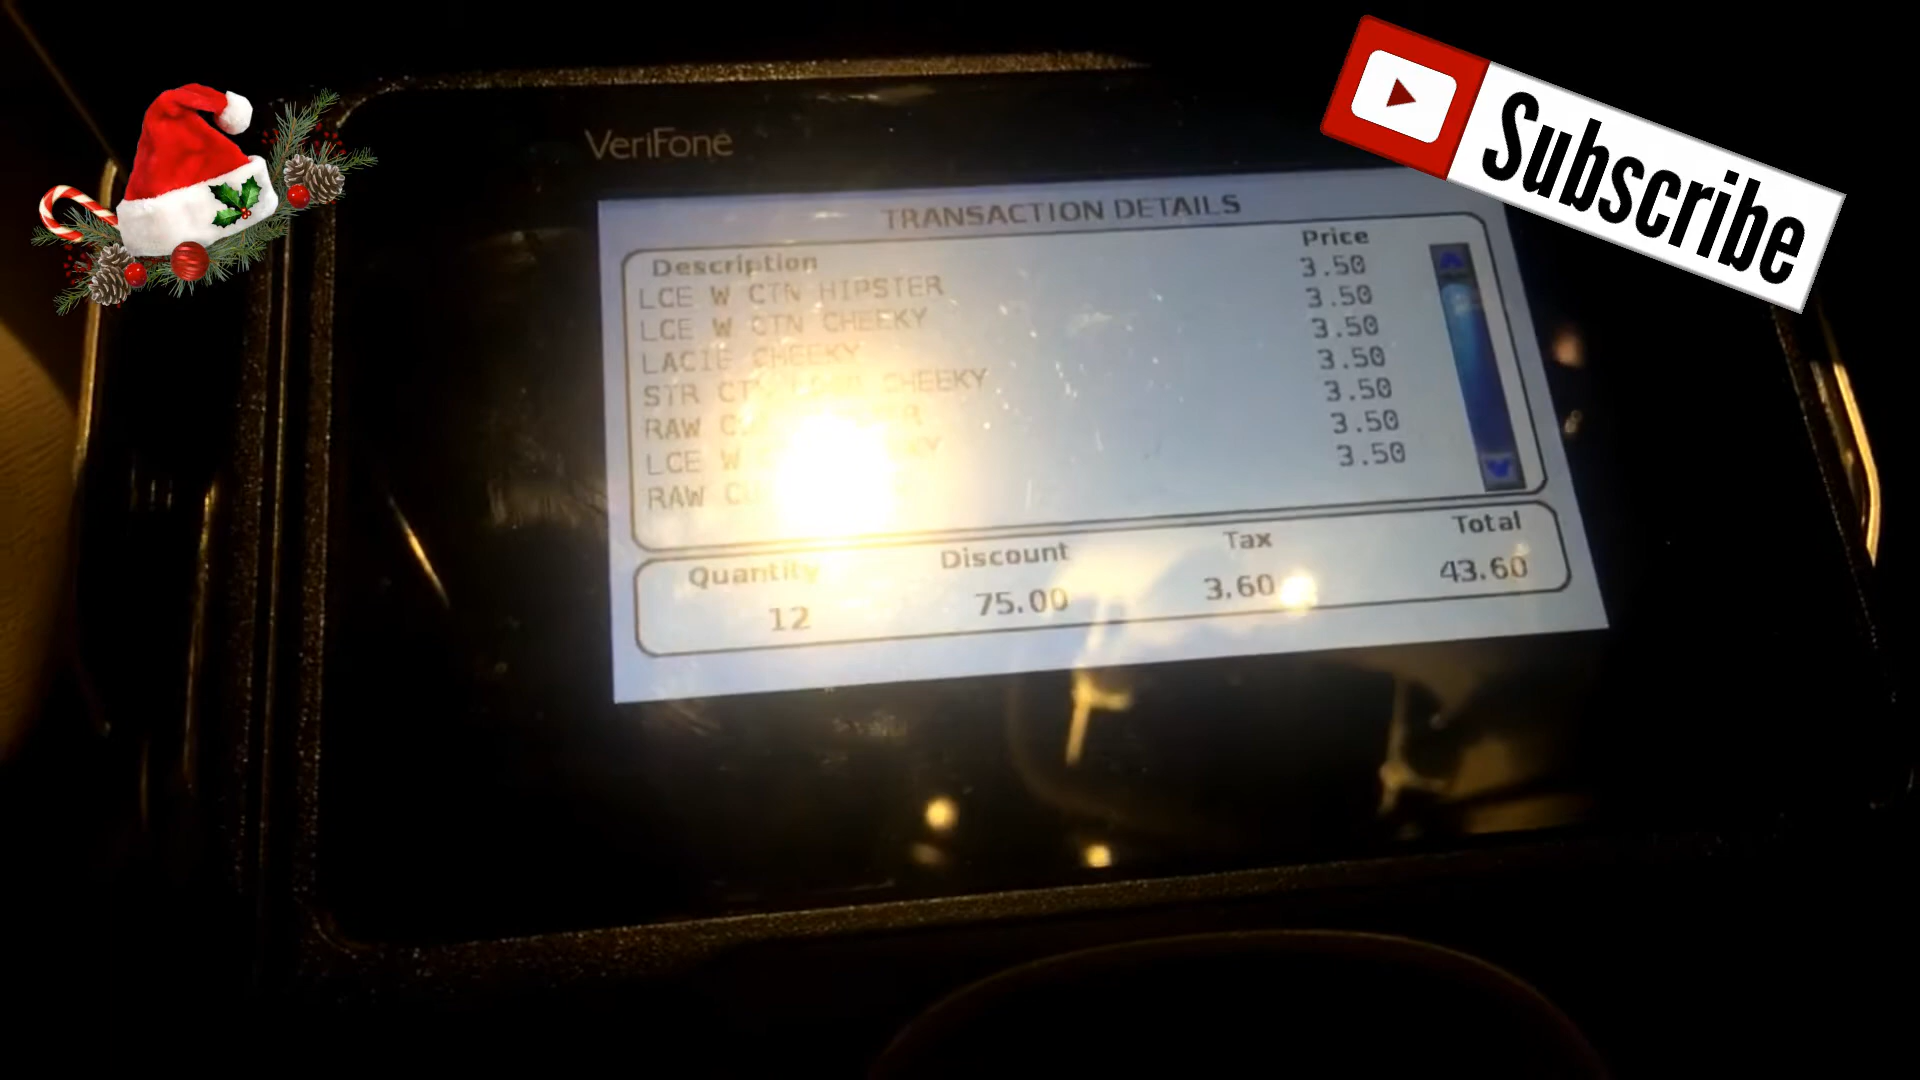 VeriFone
Subscribe
TRANSACTION DETAILS
Description Price
LCE W CTN HIPSTER 3.50
LCE W CTN CHEEKY 3.50
LACIE CHEEKY 3.50
STR CHEEKY 3.50
RAW 3.50
LCE W 3.50
RAW 3.50
Quantity Discount Tax Total
12 75.00 3.60 43.60